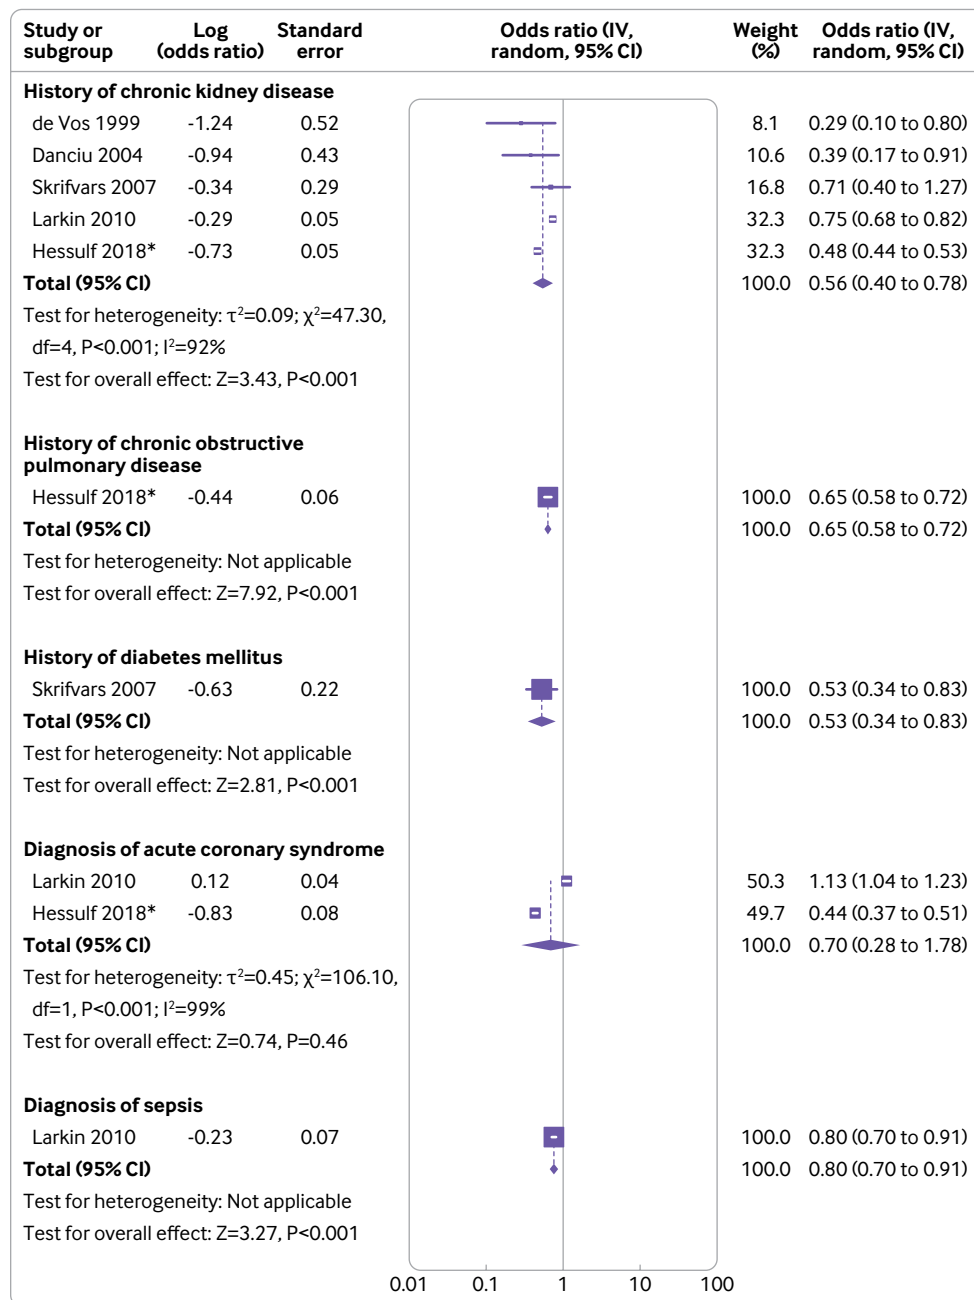 Study or subgroup Log (odds ratio) Standard error Odds ratio (IV, random, 95% CI) Weight (%) Odds ratio (IV, random, 95% CI)
History of chronic kidney disease
de Vos 1999 -1.24 0.52 8.1 0.29 (0.10 to 0.80)
Danciu 2004 -0.94 0.43 10.6 0.39 (0.17 to 0.91)
Skrifvars 2007 -0.34 0.29 16.8 0.71 (0.40 to 1.27)
Larkin 2010 -0.29 0.05 32.3 0.75 (0.68 to 0.82)
Hessulf 2018* -0.73 0.05 32.3 0.48 (0.44 to 0.53)
Total (95% CI) 100.0 0.56 (0.40 to 0.78)
Test for heterogeneity: τ²=0.09; χ²=47.30,
df=4, P<0.001; I²=92%
Test for overall effect: Z=3.43, P<0.001
History of chronic obstructive
pulmonary disease
Hessulf 2018* -0.44 0.06 100.0 0.65 (0.58 to 0.72)
Total (95% CI) 100.0 0.65 (0.58 to 0.72)
Test for heterogeneity: Not applicable
Test for overall effect: Z=7.92, P<0.001
History of diabetes mellitus
Skrifvars 2007 -0.63 0.22 100.0 0.53 (0.34 to 0.83)
Total (95% CI) 100.0 0.53 (0.34 to 0.83)
Test for heterogeneity: Not applicable
Test for overall effect: Z=2.81, P<0.001
Diagnosis of acute coronary syndrome
Larkin 2010 0.12 0.04 50.3 1.13 (1.04 to 1.23)
Hessulf 2018* -0.83 0.08 49.7 0.44 (0.37 to 0.51)
Total (95% CI) 100.0 0.70 (0.28 to 1.78)
Test for heterogeneity: τ²=0.45; χ²=106.10,
df=1, P<0.001; I²=99%
Test for overall effect: Z=0.74, P=0.46
Diagnosis of sepsis
Larkin 2010 -0.23 0.07 100.0 0.80 (0.70 to 0.91)
Total (95% CI) 100.0 0.80 (0.70 to 0.91)
Test for heterogeneity: Not applicable
Test for overall effect: Z=3.27, P<0.001
0.01 0.1 1 10 100